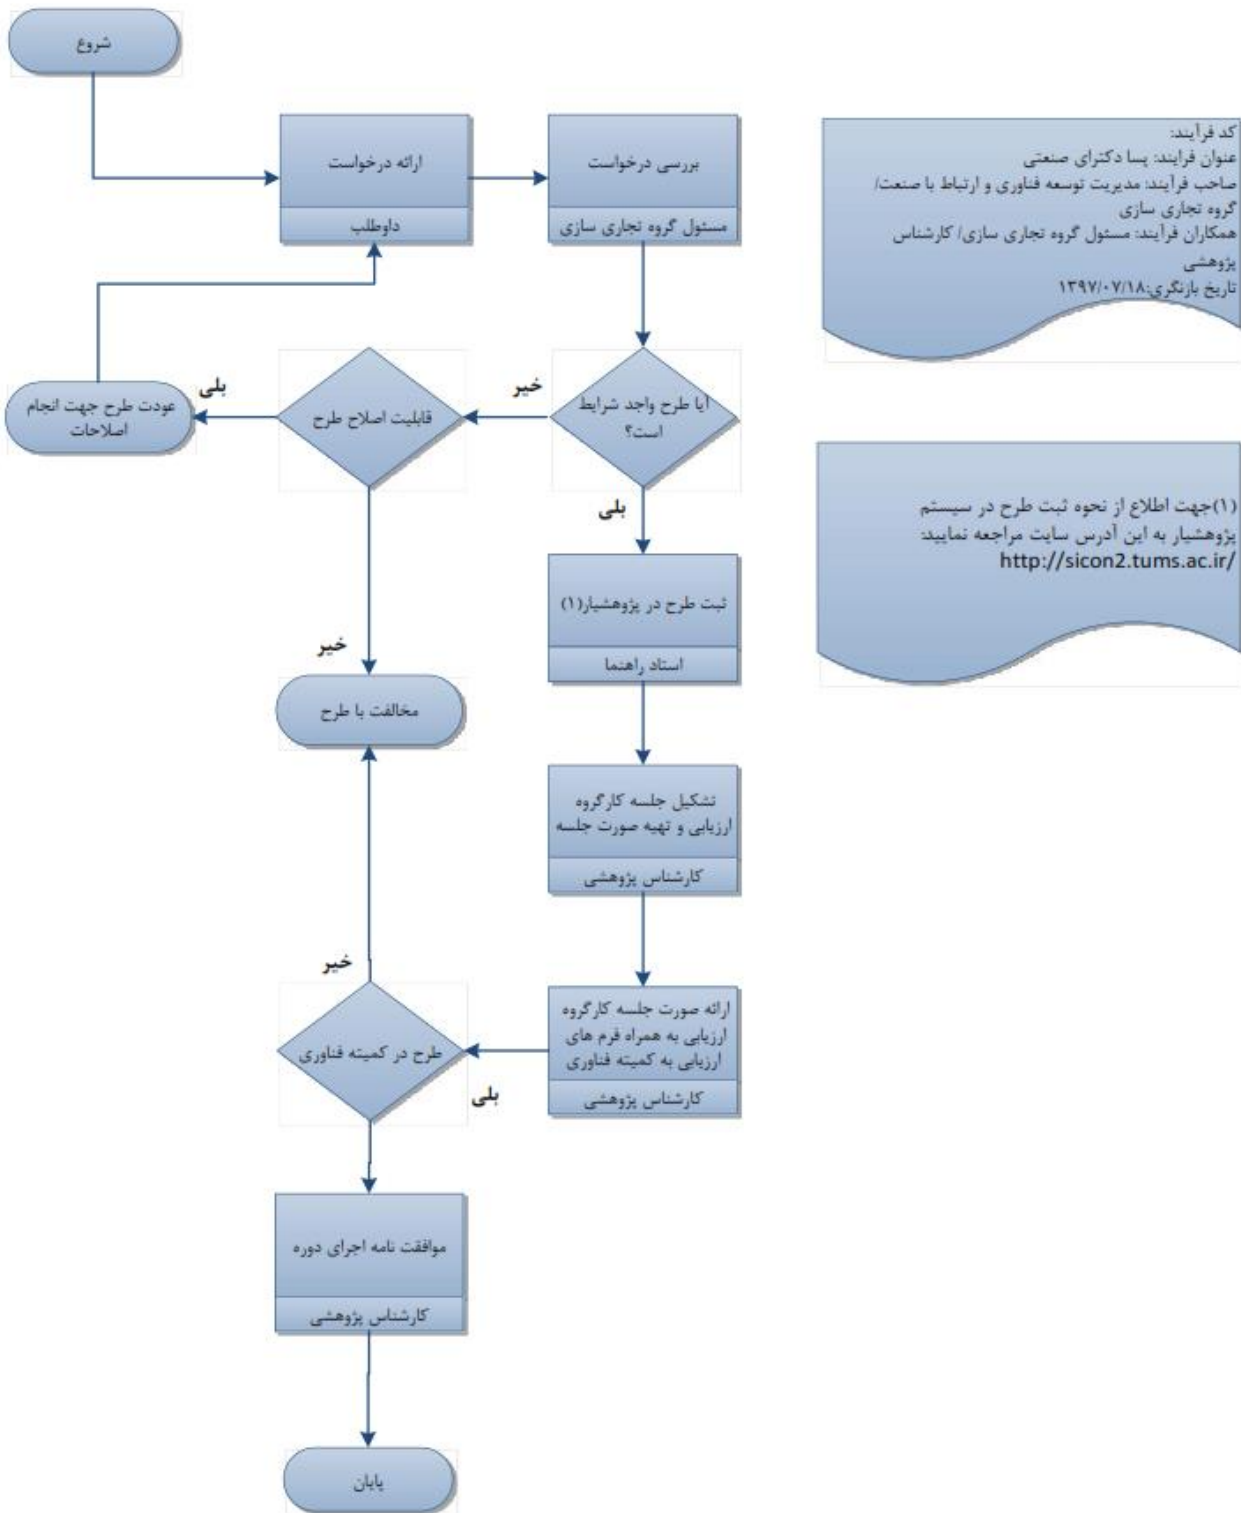 شروع
ارائه درخواست
داوطلب
بررسی درخواست
مسئول گروه تجاری سازی
کد فرآیند:
عنوان فرایند: پسا دکترای صنعتی
صاحب فرآیند: مدیریت توسعه فناوری و ارتباط با صنعت/
گروه تجاری سازی
همکاران فرآیند: مسئول گروه تجاری سازی/ کارشناس
پژوهشی
تاریخ بازنگری:۱۳۹۷/۰۷/۱۸
آیا طرح واجد شرایط
است؟
خیر
قابلیت اصلاح طرح
بلی
عودت طرح جهت انجام
اصلاحات
بلی
(۱)جهت اطلاع از نحوه ثبت طرح در سیستم
پژوهشیار به این آدرس سایت مراجعه نمایید:
http://sicon2.tums.ac.ir/
ثبت طرح در پژوهشیار(۱)
استاد راهنما
خیر
مخالفت با طرح
تشکیل جلسه کارگروه
ارزیابی و تهیه صورت جلسه
کارشناس پژوهشی
ارائه صورت جلسه کارگروه
ارزیابی به همراه فرم های
ارزیابی به کمیته فناوری
کارشناس پژوهشی
خیر
طرح در کمیته فناوری
بلی
موافقت نامه اجرای دوره
کارشناس پژوهشی
پایان